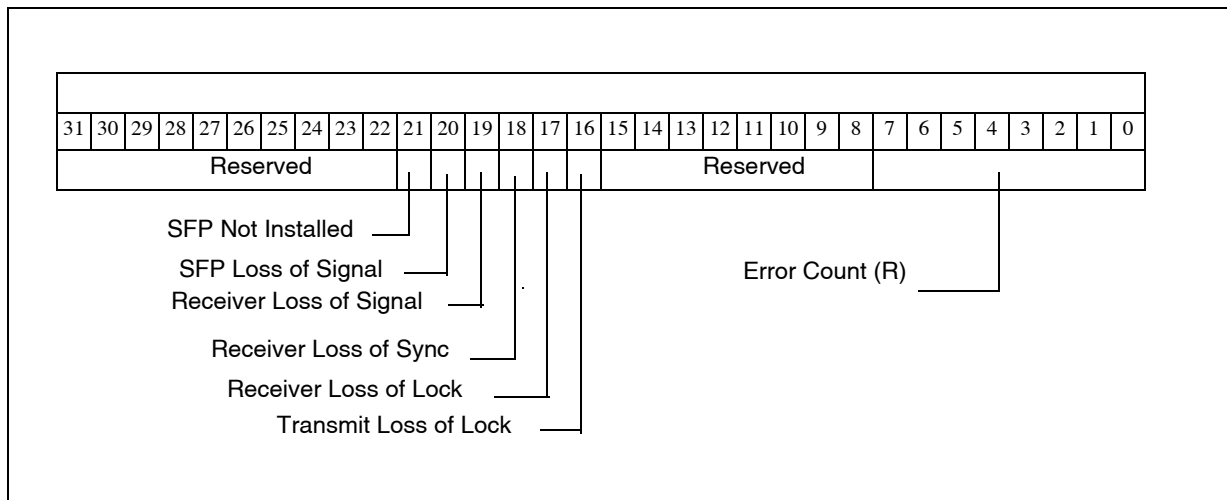 31 30 29 28 27 26 25 24 23 22 21 20 19 18 17 16 15 14 13 12 11 10 9 8 7 6 5 4 3 2 1 0
Reserved Reserved
SFP Not Installed
SFP Loss of Signal Error Count (R)
Receiver Loss of Signal
Receiver Loss of Sync
Receiver Loss of Lock
Transmit Loss of Lock